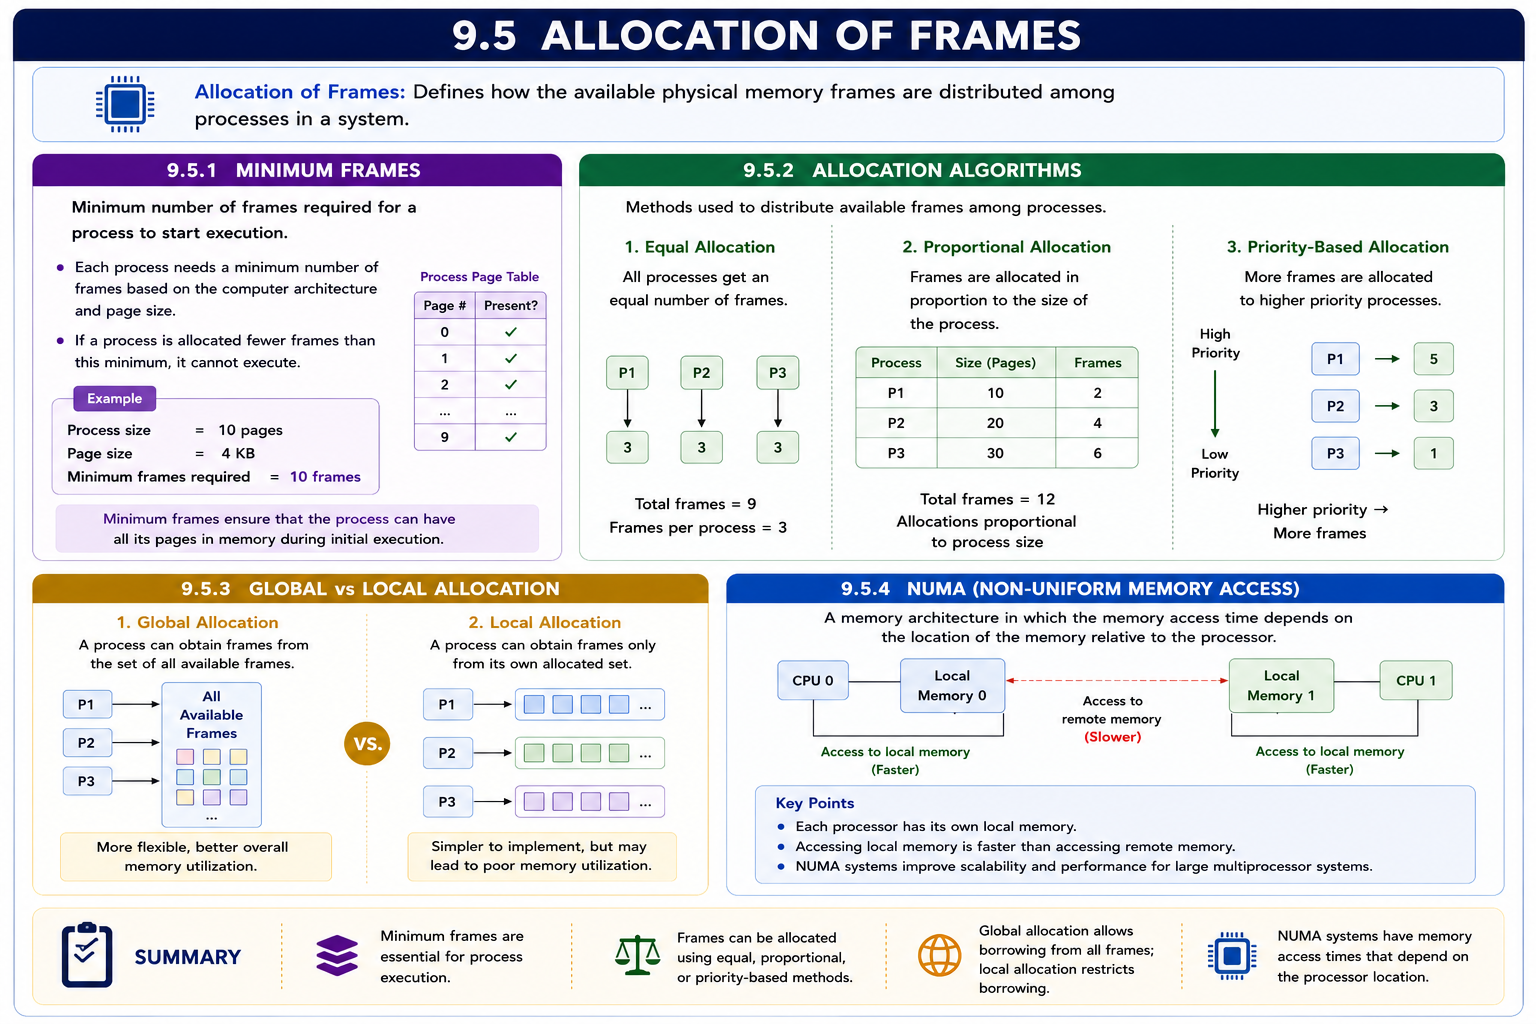 9.5 ALLOCATION OF FRAMES
Allocation of Frames: Defines how the available physical memory frames are distributed among
processes in a system.
9.5.1 MINIMUM FRAMES
Minimum number of frames required for a
process to start execution.
• Each process needs a minimum number of
frames based on the computer architecture
and page size.
• If a process is allocated fewer frames than
this minimum, it cannot execute.
Process Page Table
Page # Present?
0 ✓
1 ✓
2 ✓
... ...
9 ✓
Example
Process size = 10 pages
Page size = 4 KB
Minimum frames required = 10 frames
Minimum frames ensure that the process can have
all its pages in memory during initial execution.
9.5.2 ALLOCATION ALGORITHMS
Methods used to distribute available frames among processes.
1. Equal Allocation
All processes get an
equal number of frames.
P1 P2 P3
3 3 3
Total frames = 9
Frames per process = 3
2. Proportional Allocation
Frames are allocated in
proportion to the size of
the process.
Process Size (Pages) Frames
P1 10 2
P2 20 4
P3 30 6
Total frames = 12
Allocations proportional
to process size
3. Priority-Based Allocation
More frames are allocated
to higher priority processes.
High
Priority
Low
Priority
P1 → 5
P2 → 3
P3 → 1
Higher priority →
More frames
9.5.3 GLOBAL vs LOCAL ALLOCATION
1. Global Allocation
A process can obtain frames from
the set of all available frames.
P1
P2
P3
All
Available
Frames
...
More flexible, better overall
memory utilization.
VS.
2. Local Allocation
A process can obtain frames only
from its own allocated set.
P1 ...
P2 ...
P3 ...
Simpler to implement, but may
lead to poor memory utilization.
9.5.4 NUMA (NON-UNIFORM MEMORY ACCESS)
A memory architecture in which the memory access time depends on
the location of the memory relative to the processor.
CPU 0
Local
Memory 0
Access to
remote memory
(Slower)
Local
Memory 1
CPU 1
Access to local memory
(Faster)
Access to local memory
(Faster)
Key Points
• Each processor has its own local memory.
• Accessing local memory is faster than accessing remote memory.
• NUMA systems improve scalability and performance for large multiprocessor systems.
SUMMARY
Minimum frames are
essential for process
execution.
Frames can be allocated
using equal, proportional,
or priority-based methods.
Global allocation allows
borrowing from all frames;
local allocation restricts
borrowing.
NUMA systems have memory
access times that depend on
the processor location.